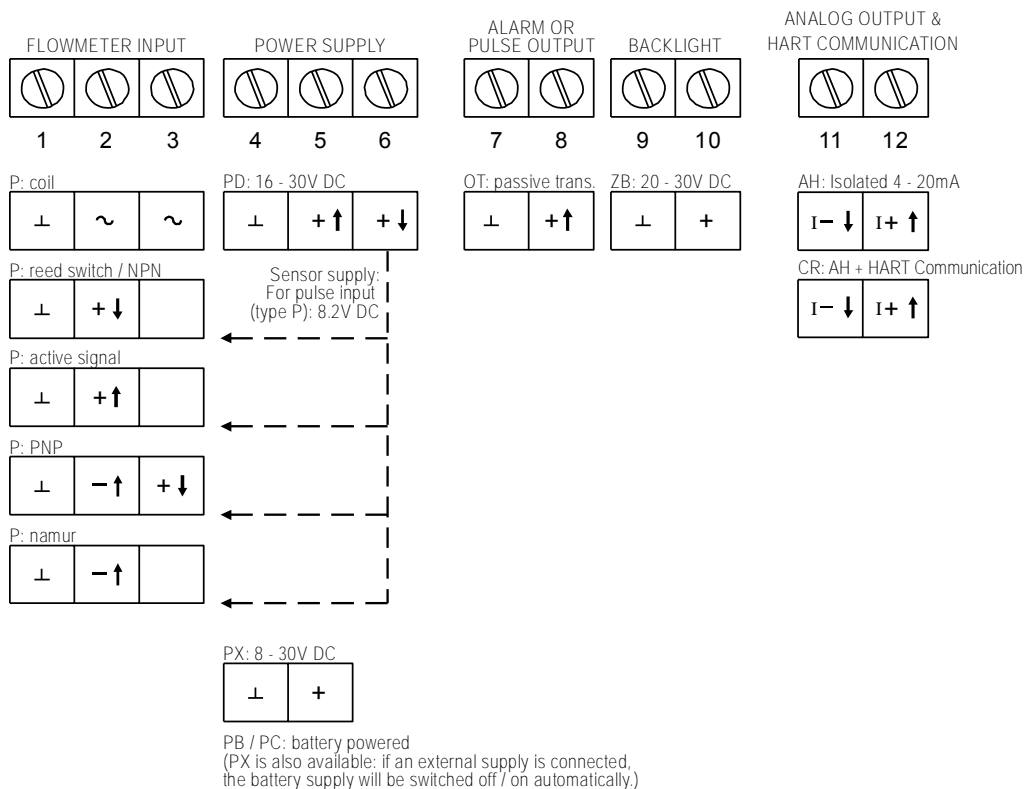 FLOWMETER INPUT
POWER SUPPLY
ALARM OR
PULSE OUTPUT
BACKLIGHT
ANALOG OUTPUT &
HART COMMUNICATION
1 2 3 4 5 6 7 8 9 10 11 12
P: coil
⊥ ~ ~
PD: 16 - 30V DC
⊥ +↑ +↓
OT: passive trans.
⊥ +↑
ZB: 20 - 30V DC
⊥ +
AH: Isolated 4 - 20mA
I− ↓ I+ ↑
P: reed switch / NPN
⊥ +↓
Sensor supply:
For pulse input
(type P): 8.2V DC
CR: AH + HART Communication
I− ↓ I+ ↑
P: active signal
⊥ +↑
P: PNP
⊥ −↑ +↓
P: namur
⊥ −↑
PX: 8 - 30V DC
⊥ +
PB / PC: battery powered
(PX is also available: if an external supply is connected,
the battery supply will be switched off / on automatically.)